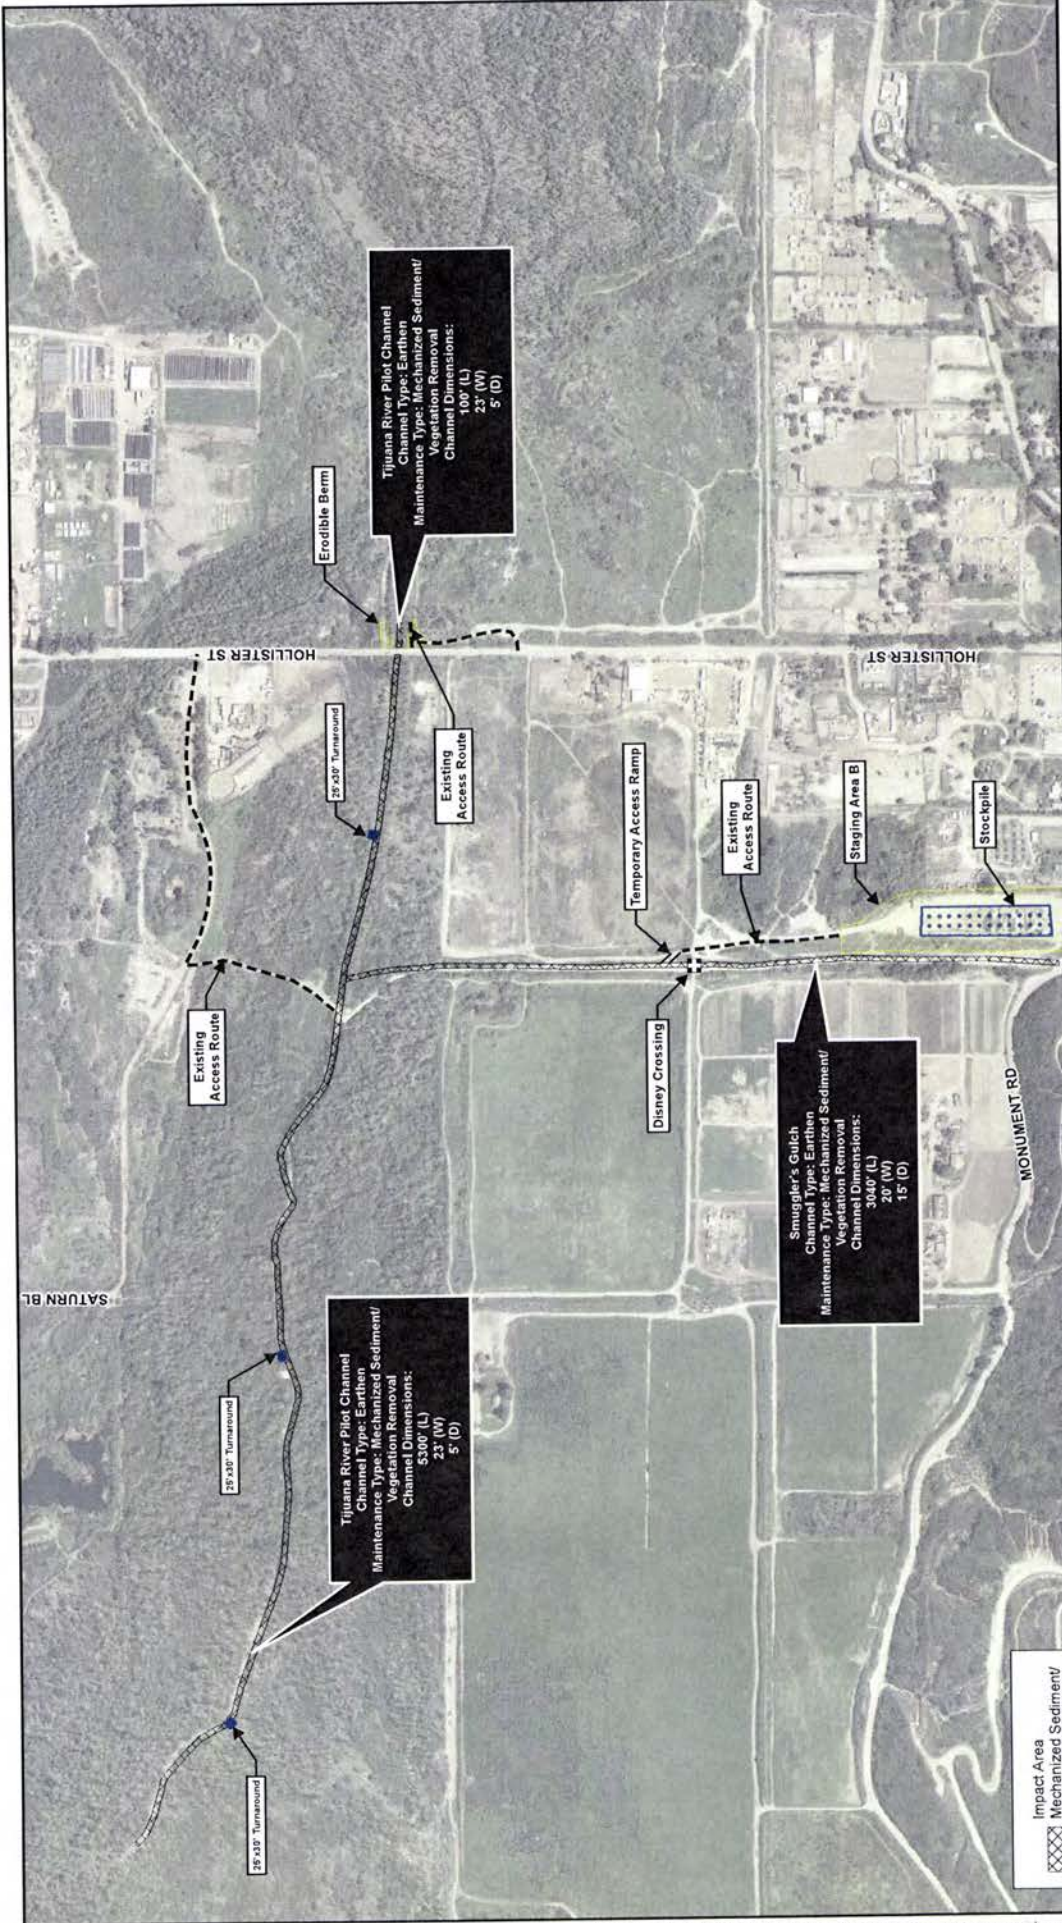 SATURN BL
HOLLISTER ST
HOLLISTER ST
MONUMENT RD
25'x30' Turnaround
25'x30' Turnaround
25'x30' Turnaround
Tijuana River Pilot Channel
Channel Type: Earthen
Maintenance Type: Mechanized Sediment/
Vegetation Removal
Channel Dimensions:
5300' (L)
23' (W)
5' (D)
Existing
Access Route
Erodible Berm
Tijuana River Pilot Channel
Channel Type: Earthen
Maintenance Type: Mechanized Sediment/
Vegetation Removal
Channel Dimensions:
100' (L)
23' (W)
5' (D)
Existing
Access Route
Temporary Access Ramp
Disney Crossing
Existing
Access Route
Staging Area B
Stockpile
Smuggler's Gulch
Channel Type: Earthen
Maintenance Type: Mechanized Sediment/
Vegetation Removal
Channel Dimensions:
3040' (L)
20' (W)
15' (D)
Impact Area
Mechanized Sediment/